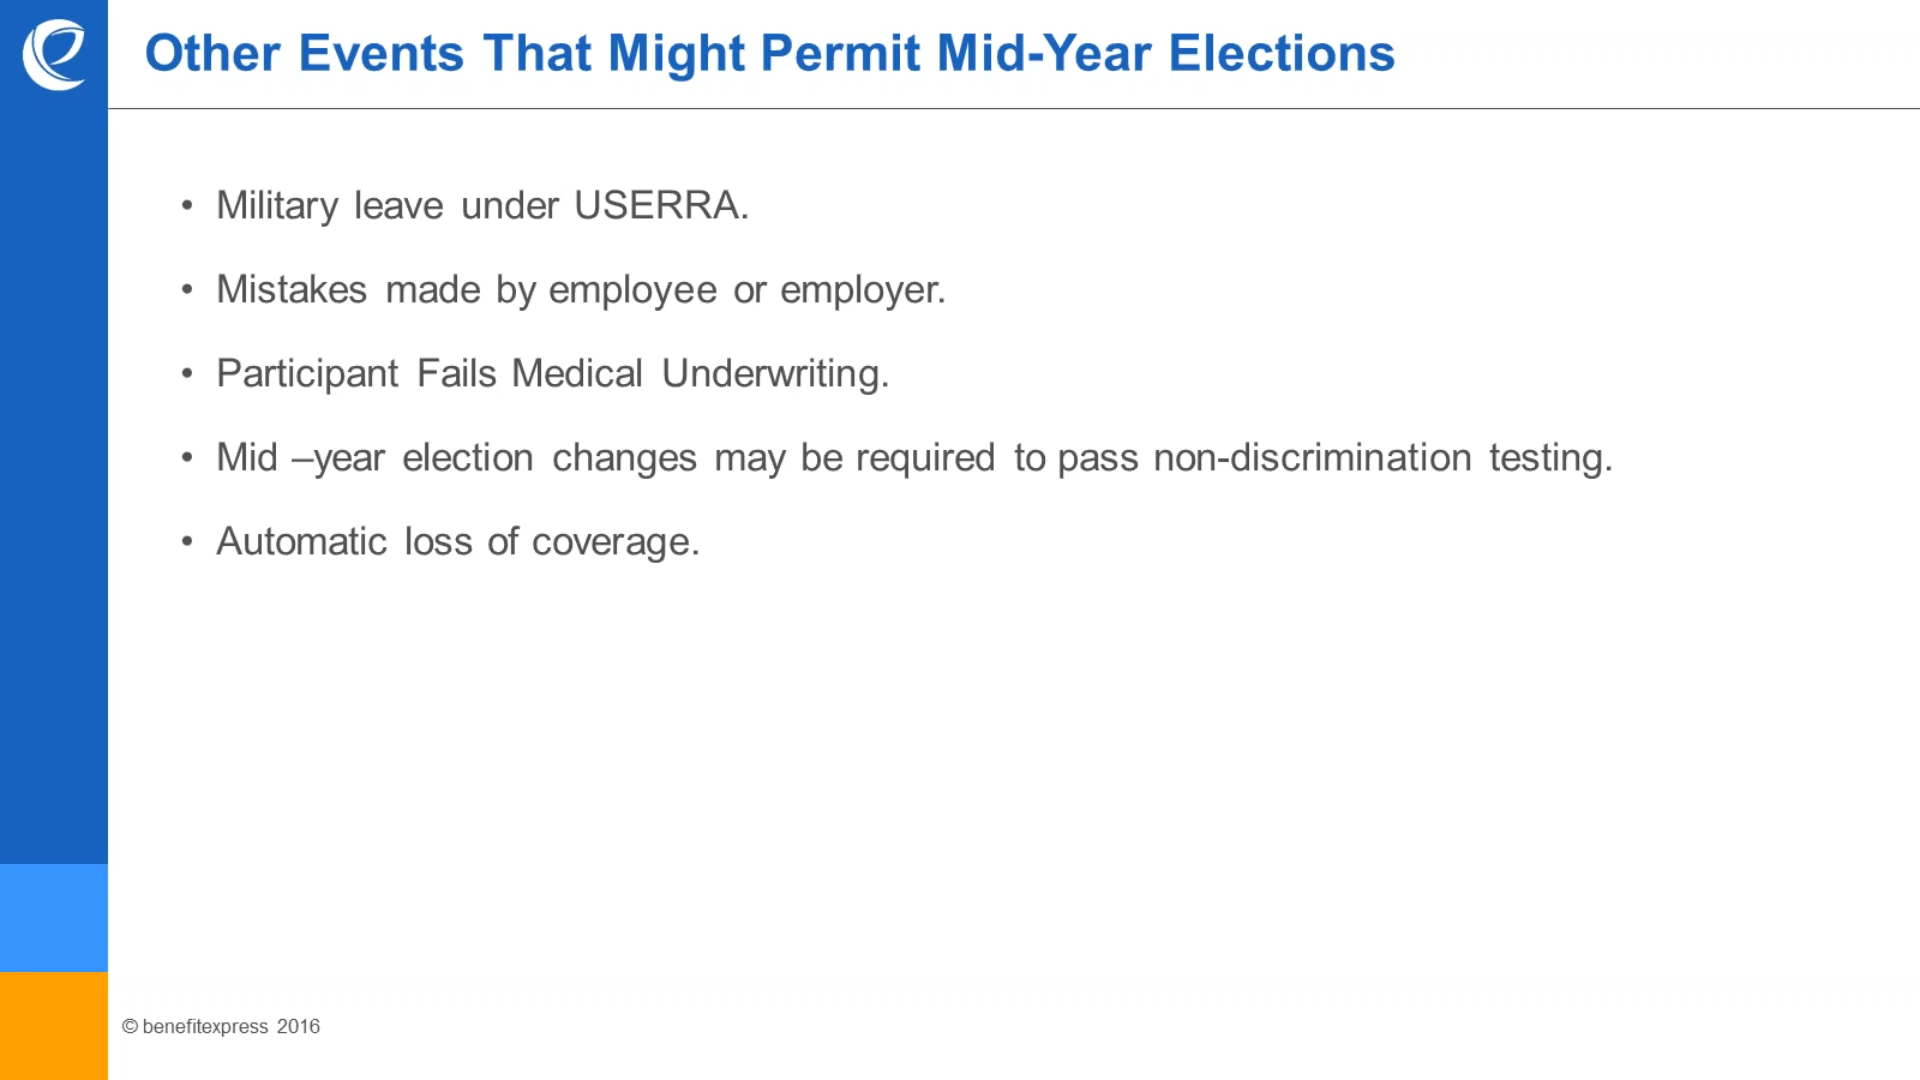 Other Events That Might Permit Mid-Year Elections
• Military leave under USERRA.
• Mistakes made by employee or employer.
• Participant Fails Medical Underwriting.
• Mid –year election changes may be required to pass non-discrimination testing.
• Automatic loss of coverage.
© benefitexpress 2016